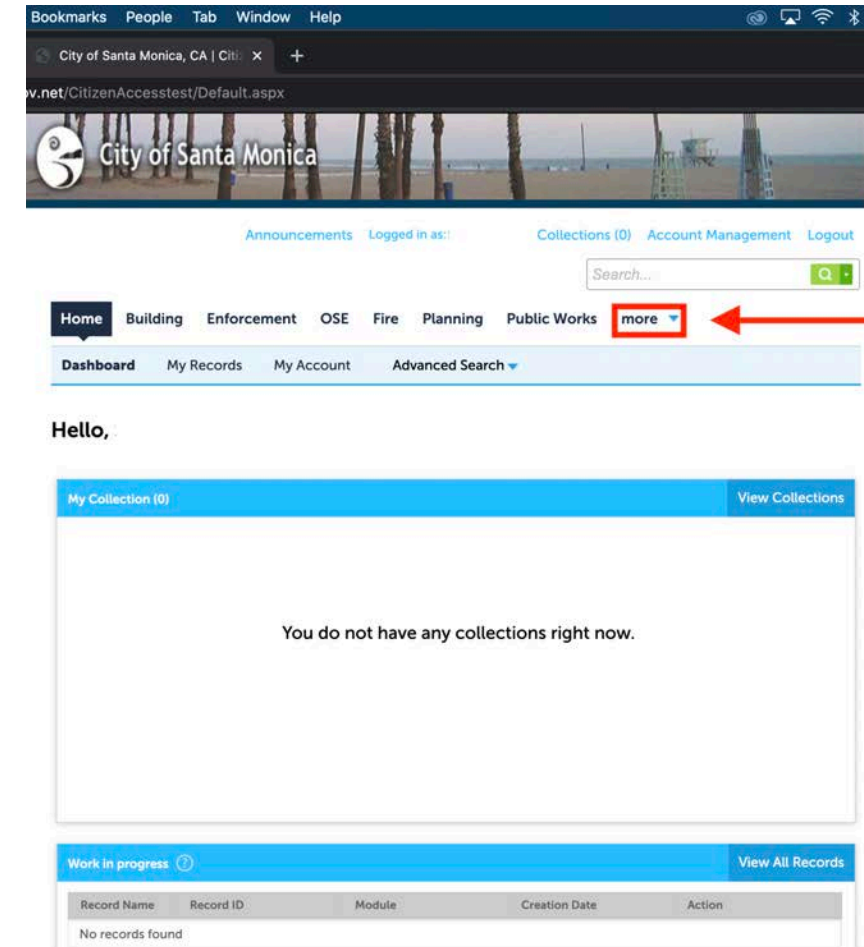 Bookmarks People Tab Window Help
City of Santa Monica, CA | Citi
v.net/CitizenAccesstest/Default.aspx
City of Santa Monica
Announcements Logged in as: Collections (0) Account Management Logout
Search...
Home Building Enforcement OSE Fire Planning Public Works more
Dashboard My Records My Account Advanced Search
Hello,
My Collection (0) View Collections
You do not have any collections right now.
Work in progress View All Records
Record Name Record ID Module Creation Date Action
No records found